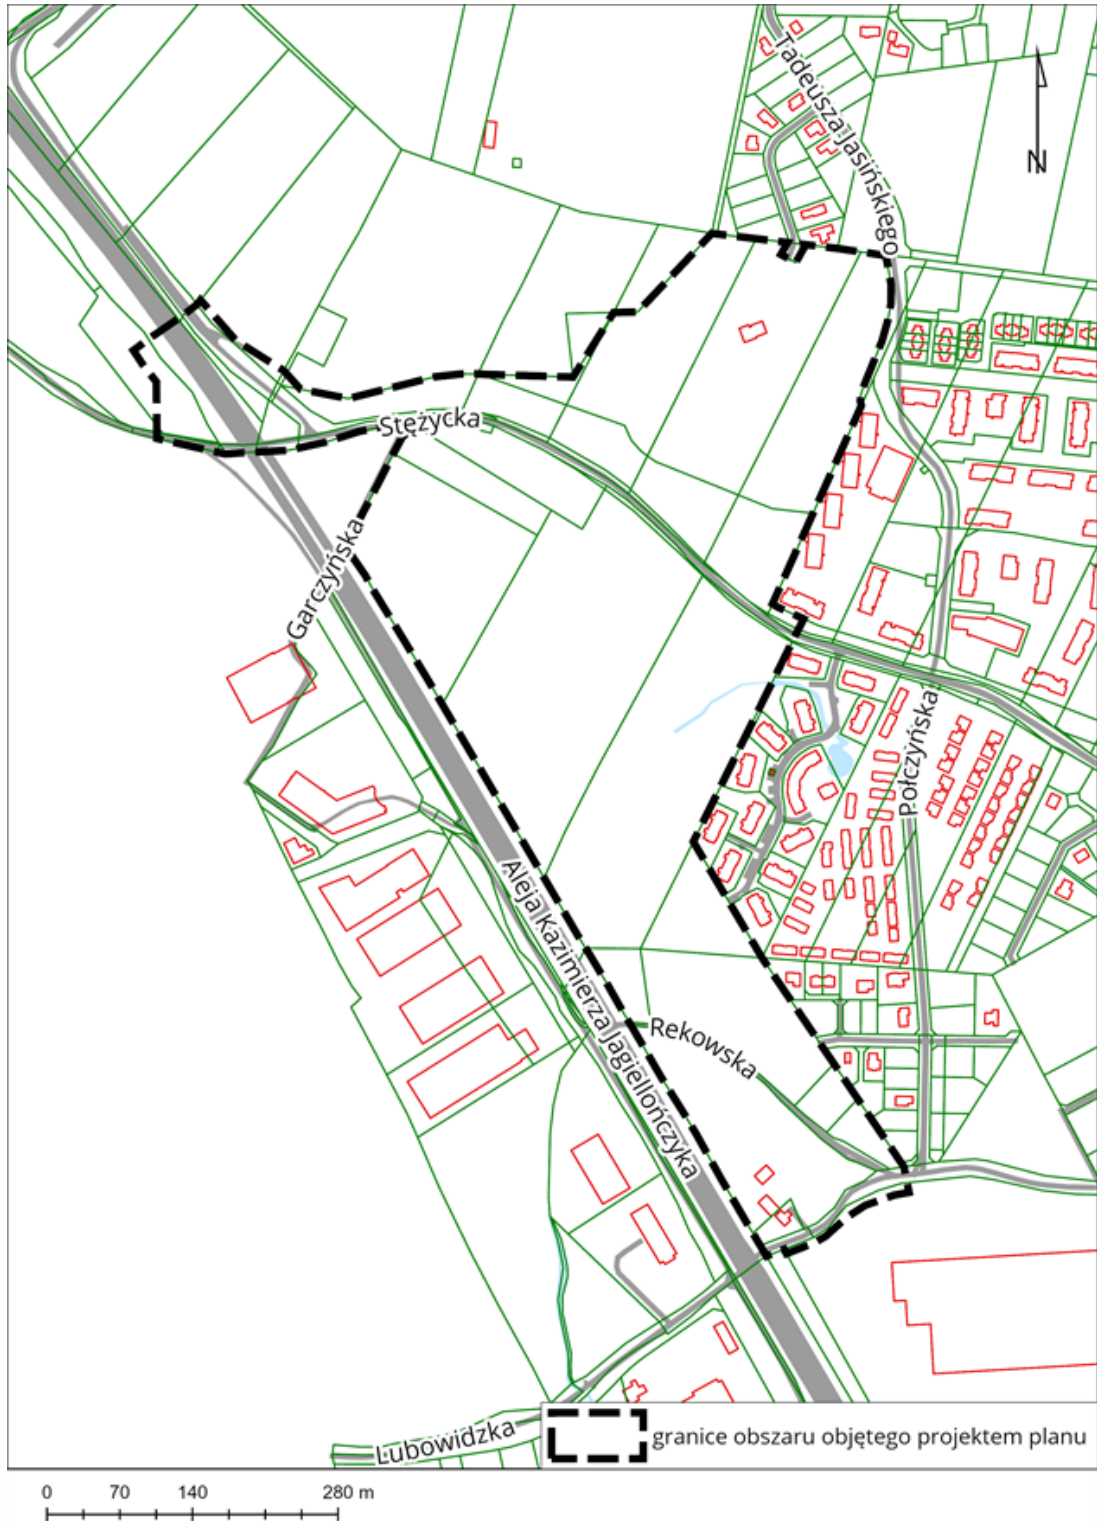 Tadeusza Jasińskiego
N
Stężycka
Garczyńska
Połczyńska
Aleja Kazimierza Jagiellończyka
Rekowska
Lubowidzka
granice obszaru objętego projektem planu
0 70 140 280 m